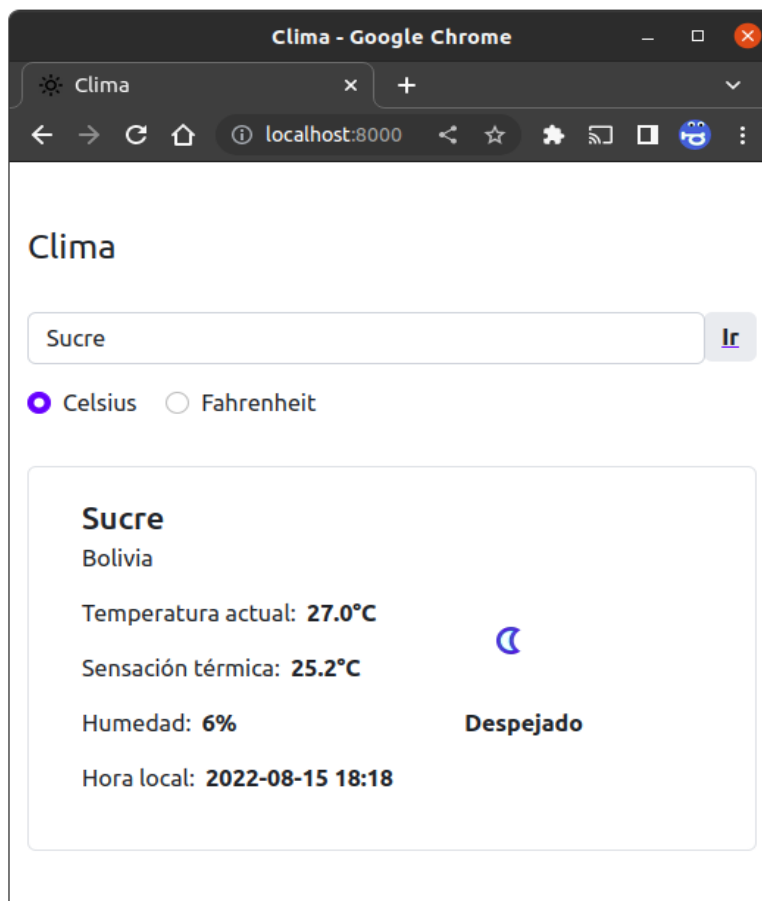 Clima - Google Chrome
Clima
localhost:8000
Clima
Sucre
Ir
Celsius Fahrenheit
Sucre
Bolivia
Temperatura actual: 27.0°C
Sensación térmica: 25.2°C
Humedad: 6% Despejado
Hora local: 2022-08-15 18:18